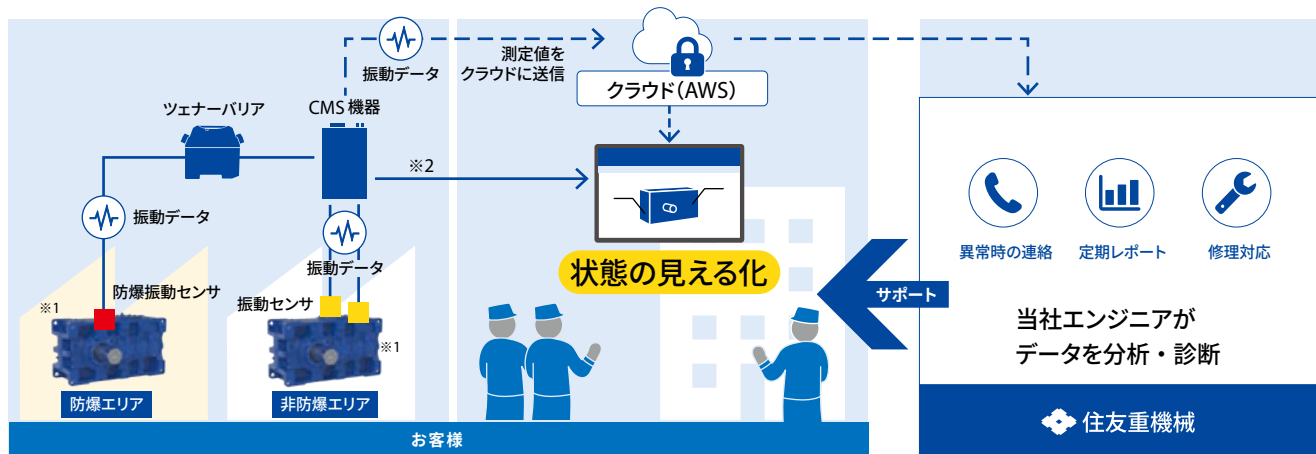 振動データ
測定値を
クラウドに送信
クラウド(AWS)
ツェナーバリア
CMS 機器
※2
振動データ
振動データ
※1
防爆振動センサ
振動センサ
※1
防爆エリア
非防爆エリア
状態の見える化
お客様
サポート
異常時の連絡
定期レポート
修理対応
当社エンジニアが
データを分析・診断
住友重機械